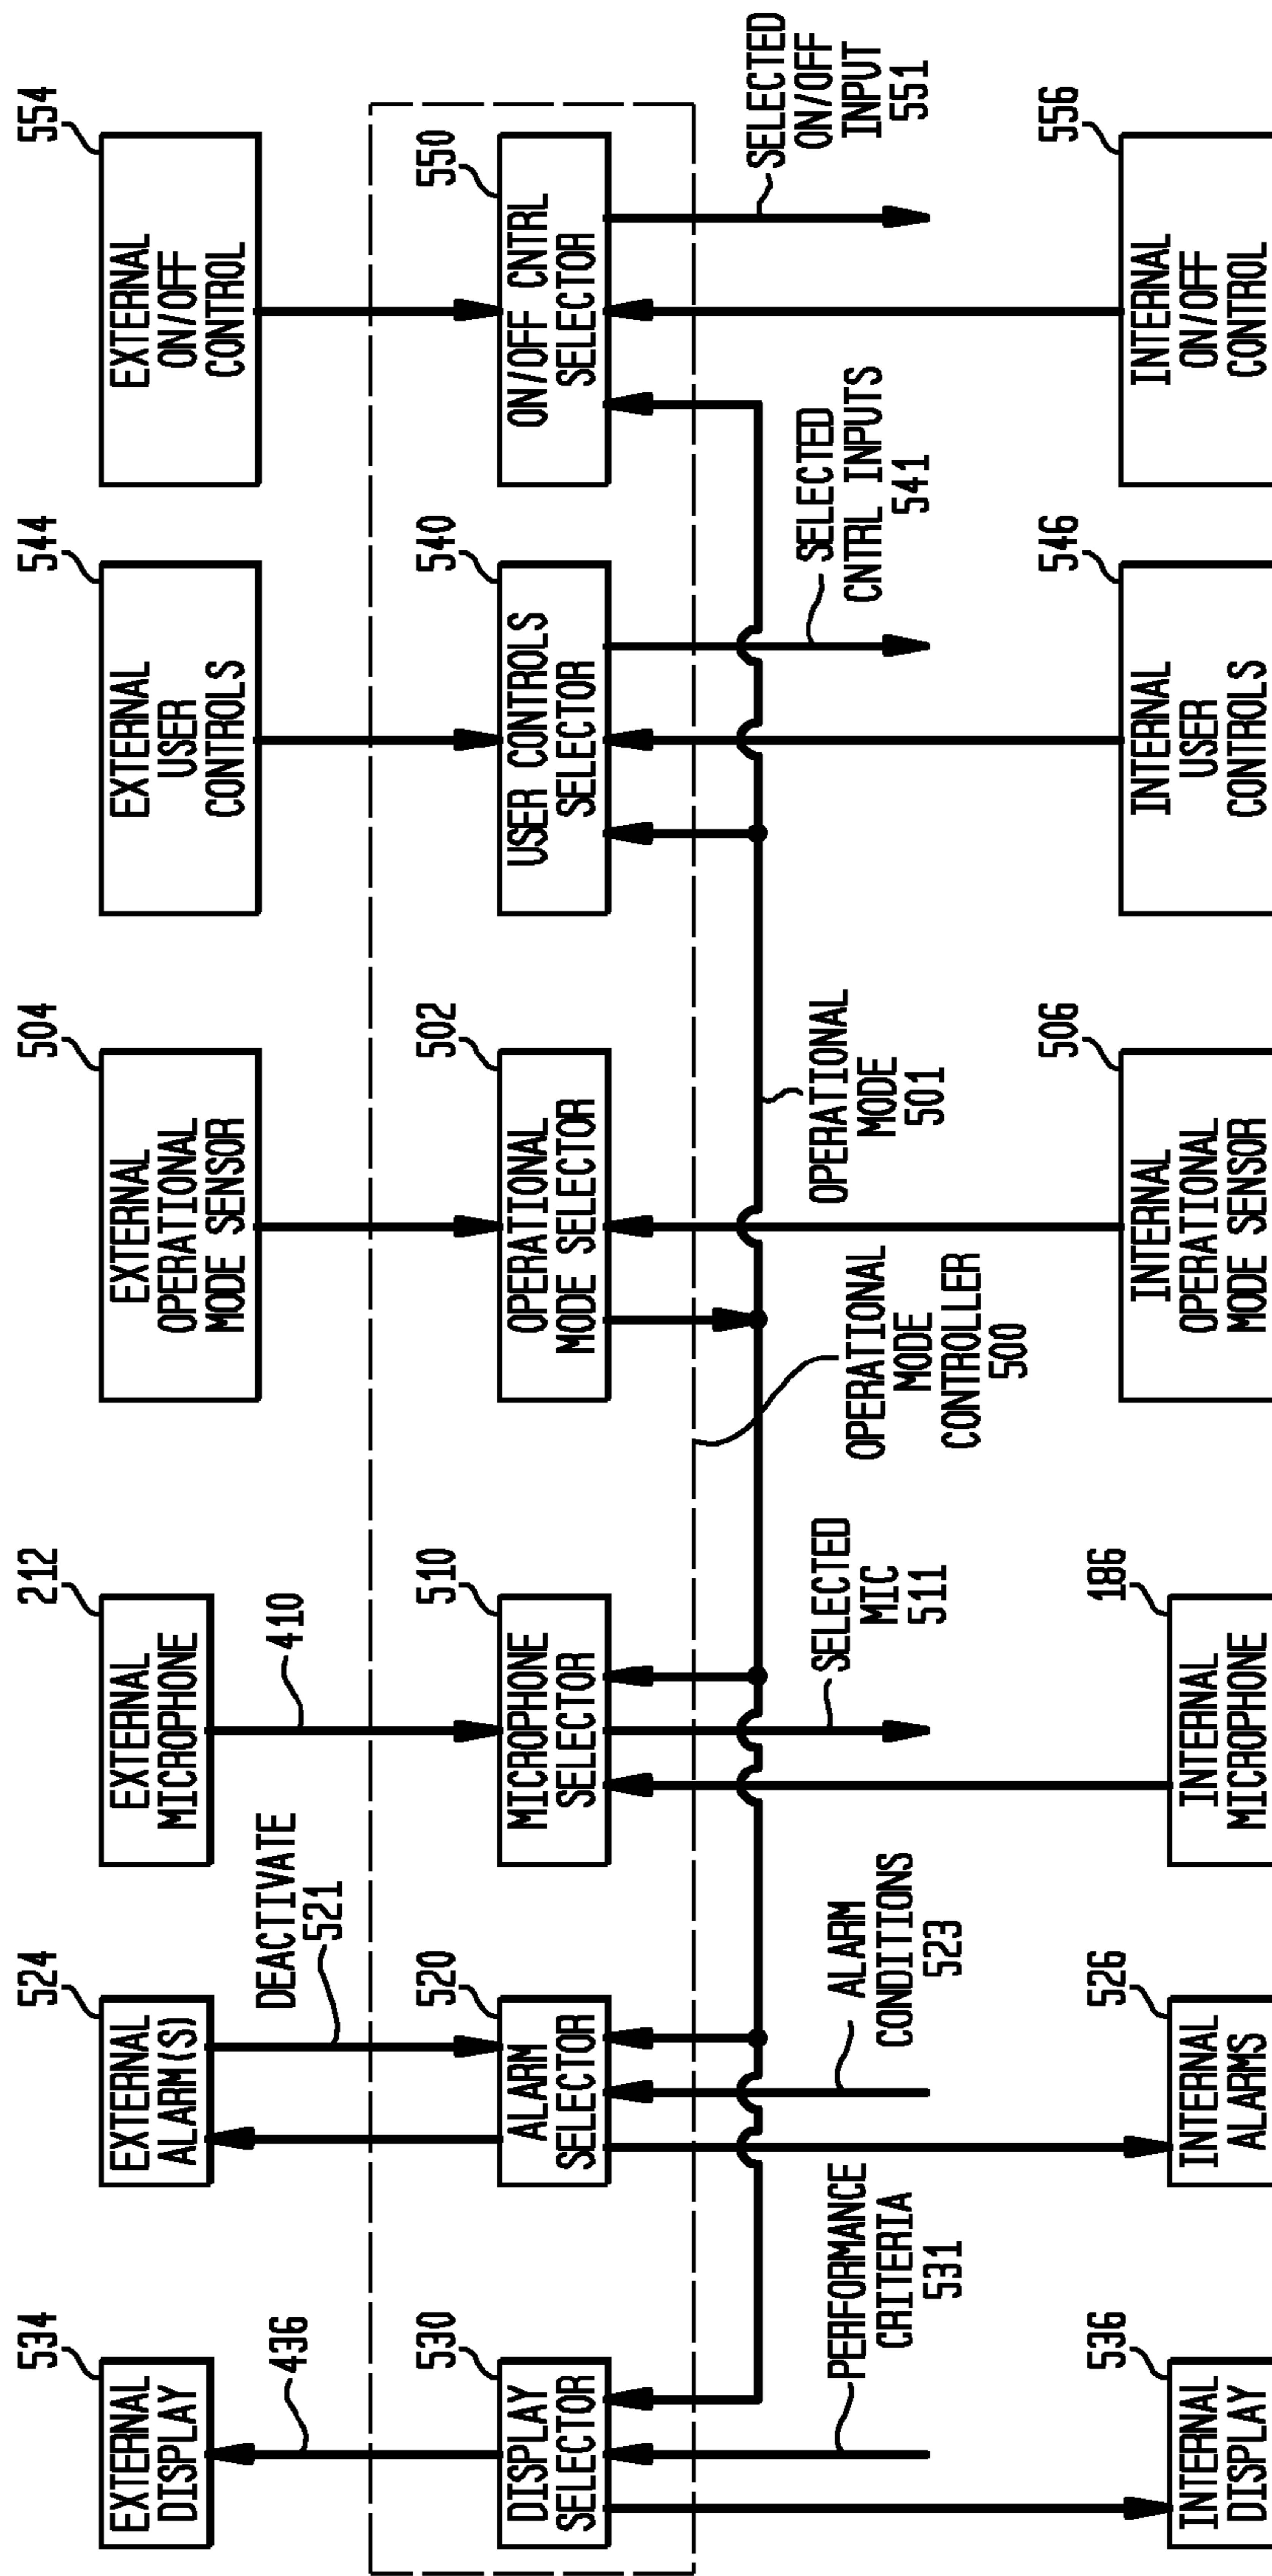 534
EXTERNAL
DISPLAY
436
530
DISPLAY
SELECTOR
PERFORMANCE
CRITERIA
531
536
INTERNAL
DISPLAY
524
EXTERNAL
ALARM(S)
DEACTIVATE
521
520
ALARM
SELECTOR
ALARM
CONDITIONS
523
526
INTERNAL
ALARMS
212
EXTERNAL
MICROPHONE
410
510
MICROPHONE
SELECTOR
SELECTED
MIC
511
186
INTERNAL
MICROPHONE
504
EXTERNAL
OPERATIONAL
MODE SENSOR
502
OPERATIONAL
MODE SELECTOR
OPERATIONAL
MODE
501
OPERATIONAL
MODE
CONTROLLER
500
506
INTERNAL
OPERATIONAL
MODE SENSOR
544
EXTERNAL
USER
CONTROLS
540
USER CONTROLS
SELECTOR
SELECTED
CNTRL INPUTS
541
546
INTERNAL
USER
CONTROLS
554
EXTERNAL
ON/OFF
CONTROL
550
ON/OFF CNTRL
SELECTOR
SELECTED
ON/OFF
INPUT
551
556
INTERNAL
ON/OFF
CONTROL